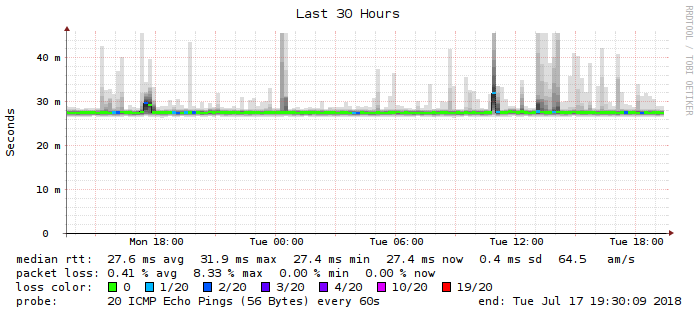 Last 30 Hours
RRDTOOL / TOBI OETIKER
Seconds
40 m
30 m
20 m
10 m
0
Mon 18:00 Tue 00:00 Tue 06:00 Tue 12:00 Tue 18:00
median rtt: 27.6 ms avg 31.9 ms max 27.4 ms min 27.4 ms now 0.4 ms sd 64.5 am/s
packet loss: 0.41 % avg 8.33 % max 0.00 % min 0.00 % now
loss color: 0 1/20 2/20 3/20 4/20 10/20 19/20
probe: 20 ICMP Echo Pings (56 Bytes) every 60s end: Tue Jul 17 19:30:09 2018